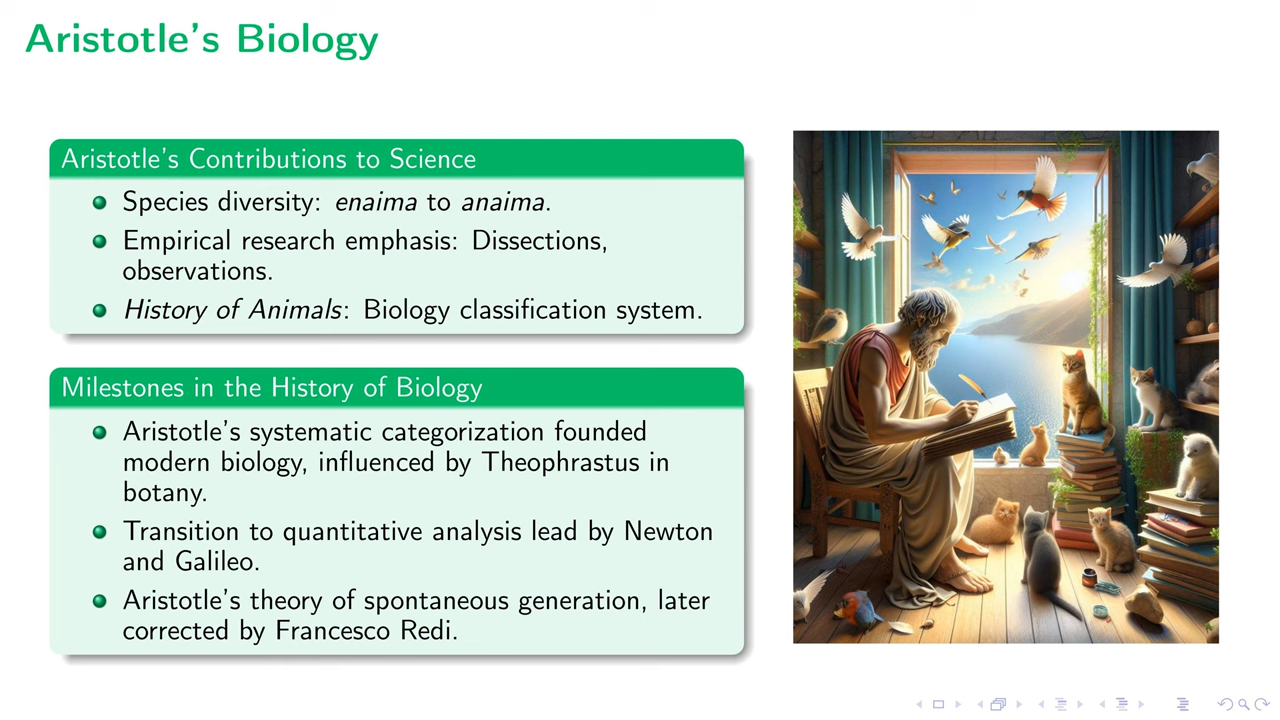 Aristotle's Biology
Aristotle's Contributions to Science
Species diversity: enaima to anaima.
Empirical research emphasis: Dissections,
observations.
History of Animals: Biology classification system.
Milestones in the History of Biology
Aristotle's systematic categorization founded
modern biology, influenced by Theophrastus in
botany.
Transition to quantitative analysis lead by Newton
and Galileo.
Aristotle's theory of spontaneous generation, later
corrected by Francesco Redi.